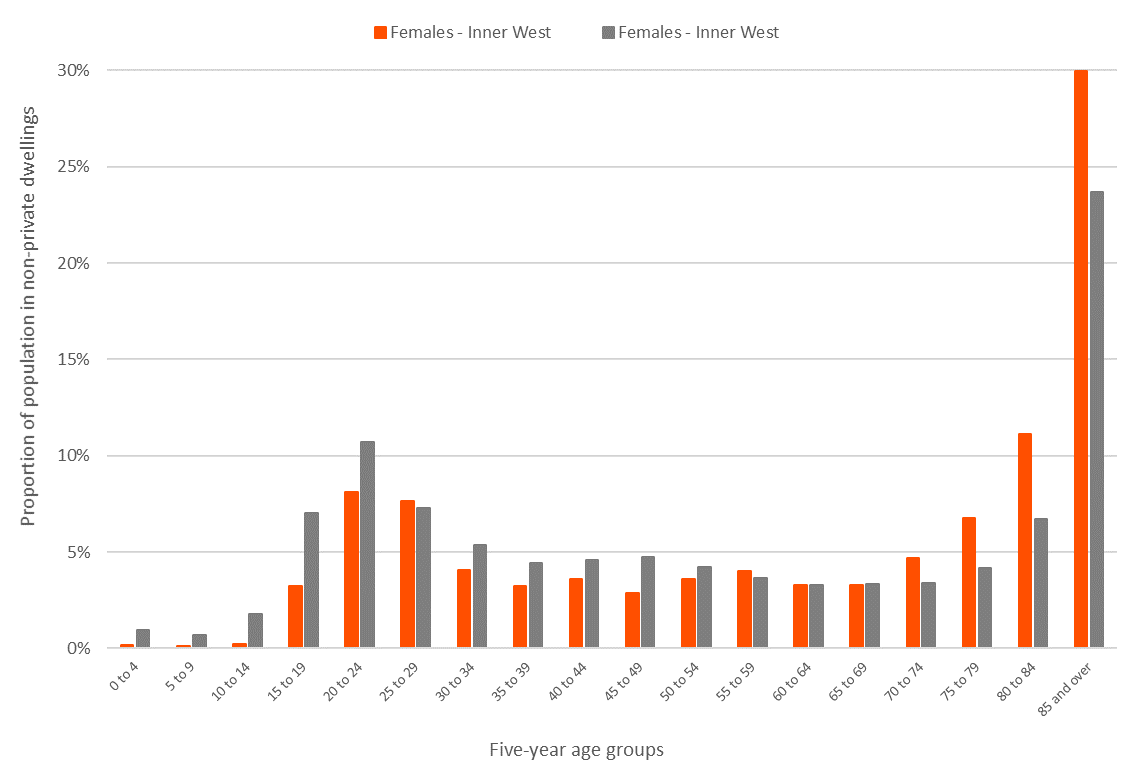 Females - Inner West Females - Inner West
Proportion of population in non-private dwellings
30%
25%
20%
15%
10%
5%
0%
0 to 4 5 to 9 10 to 14 15 to 19 20 to 24 25 to 29 30 to 34 35 to 39 40 to 44 45 to 49 50 to 54 55 to 59 60 to 64 65 to 69 70 to 74 75 to 79 80 to 84 85 and over
Five-year age groups